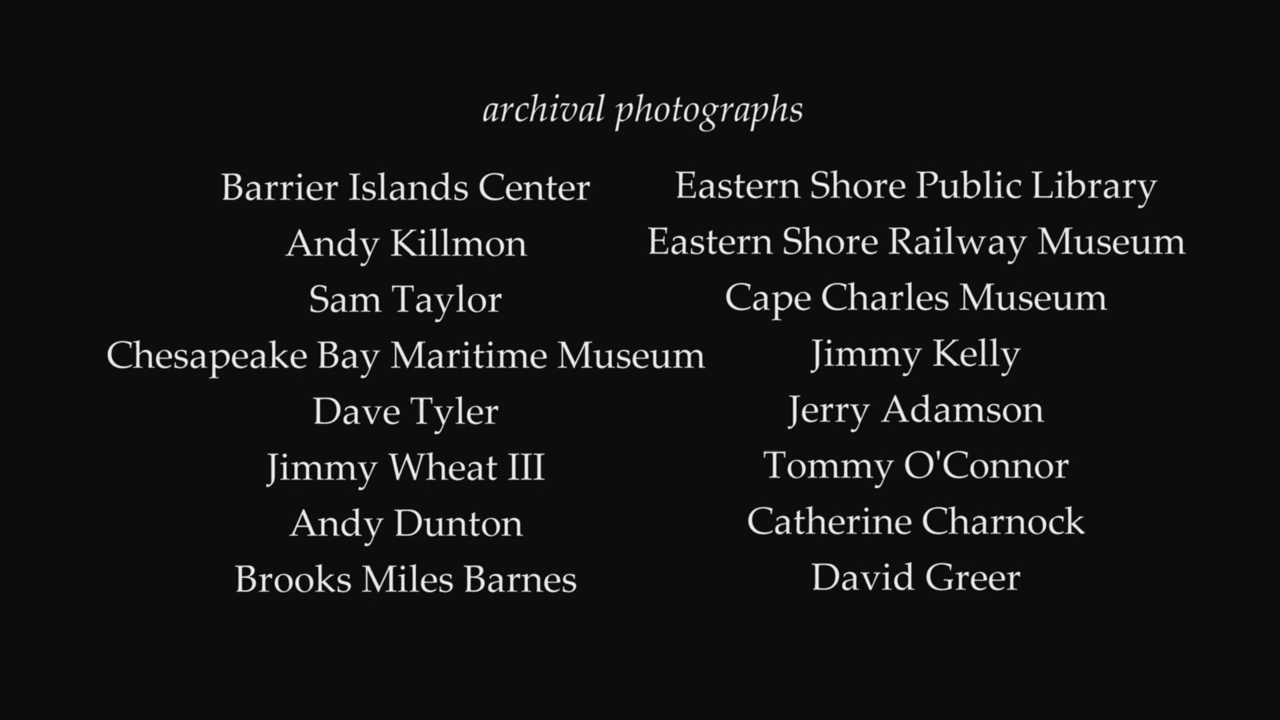 archival photographs
Barrier Islands Center
Andy Killmon
Sam Taylor
Chesapeake Bay Maritime Museum
Dave Tyler
Jimmy Wheat III
Andy Dunton
Brooks Miles Barnes
Eastern Shore Public Library
Eastern Shore Railway Museum
Cape Charles Museum
Jimmy Kelly
Jerry Adamson
Tommy O'Connor
Catherine Charnock
David Greer